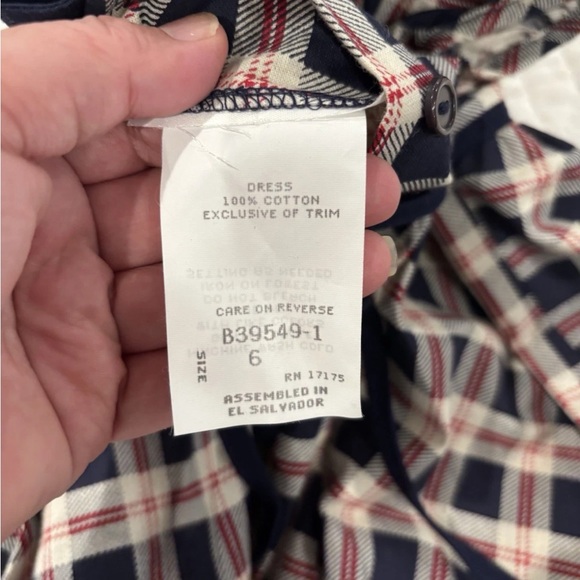 DRESS
100% COTTON
EXCLUSIVE OF TRIM
CARE ON REVERSE
B39549-1
6
SIZE
RN 17175
ASSEMBLED IN
EL SALVADOR